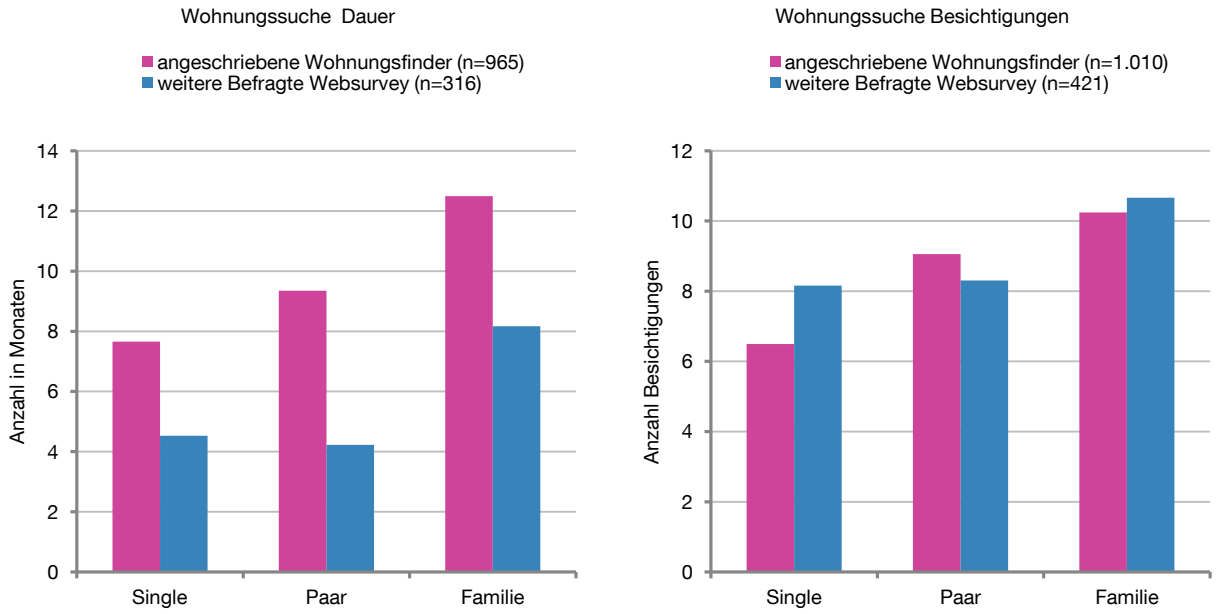 Wohnungssuche Dauer
angeschriebene Wohnungsfinder (n=965)
weitere Befragte Websurvey (n=316)
Anzahl in Monaten
14
12
10
8
6
4
2
0
Single Paar Familie
Wohnungssuche Besichtigungen
angeschriebene Wohnungsfinder (n=1.010)
weitere Befragte Websurvey (n=421)
Anzahl Besichtigungen
12
10
8
6
4
2
0
Single Paar Familie